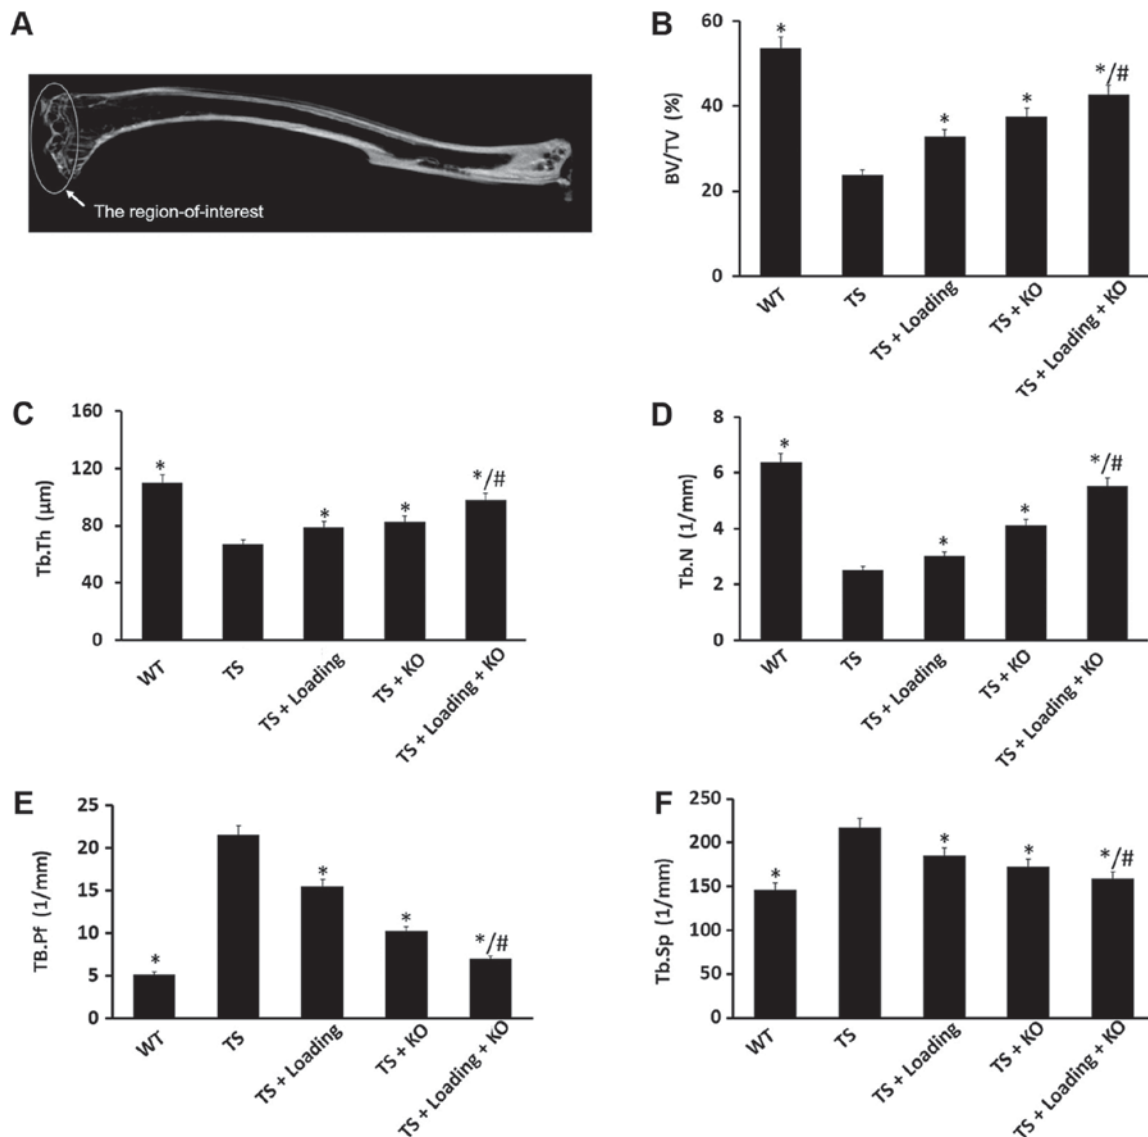 A
The region-of-interest
B
BV/TV (%)
60
40
20
0
*
*
*
*/#
WT
TS
TS + Loading
TS + KO
TS + Loading + KO
C
Tb.Th (µm)
160
120
80
40
0
*
*
*
*/#
WT
TS
TS + Loading
TS + KO
TS + Loading + KO
D
Tb.N (1/mm)
8
6
4
2
0
*
*
*
*/#
WT
TS
TS + Loading
TS + KO
TS + Loading + KO
E
TB.Pf (1/mm)
25
20
15
10
5
0
*
*
*
*/#
WT
TS
TS + Loading
TS + KO
TS + Loading + KO
F
Tb.Sp (1/mm)
250
200
150
100
50
0
*
*
*
*/#
WT
TS
TS + Loading
TS + KO
TS + Loading + KO